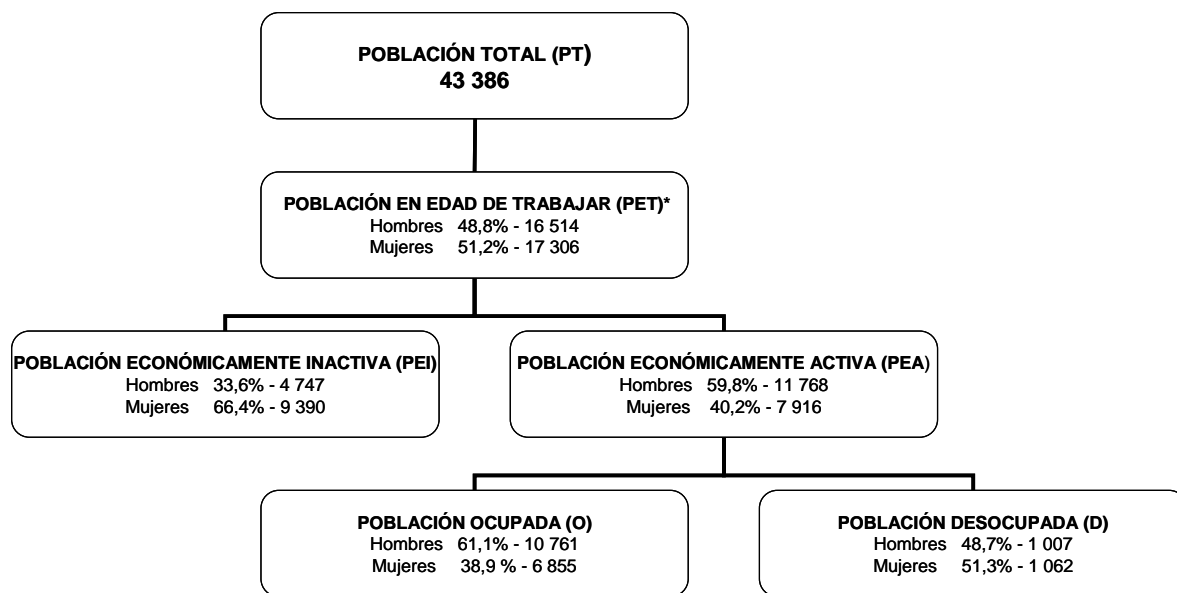 POBLACIÓN TOTAL (PT)
43 386
POBLACIÓN EN EDAD DE TRABAJAR (PET)*
Hombres 48,8% - 16 514
Mujeres 51,2% - 17 306
POBLACIÓN ECONÓMICAMENTE INACTIVA (PEI)
Hombres 33,6% - 4 747
Mujeres 66,4% - 9 390
POBLACIÓN ECONÓMICAMENTE ACTIVA (PEA)
Hombres 59,8% - 11 768
Mujeres 40,2% - 7 916
POBLACIÓN OCUPADA (O)
Hombres 61,1% - 10 761
Mujeres 38,9 % - 6 855
POBLACIÓN DESOCUPADA (D)
Hombres 48,7% - 1 007
Mujeres 51,3% - 1 062